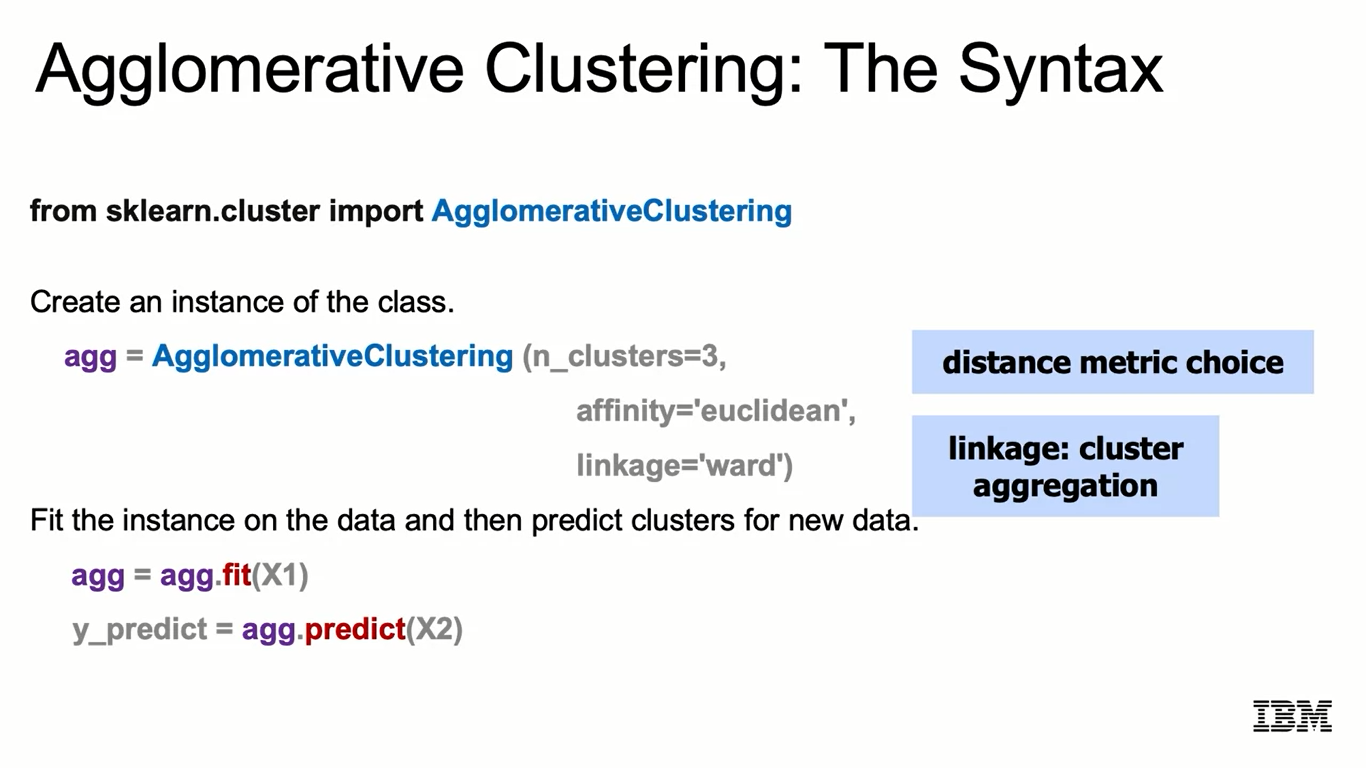 Agglomerative Clustering: The Syntax
from sklearn.cluster import AgglomerativeClustering
Create an instance of the class.
agg = AgglomerativeClustering (n_clusters=3,
distance metric choice
affinity='euclidean',
linkage='ward')
linkage: cluster
aggregation
Fit the instance on the data and then predict clusters for new data.
agg = agg.fit(X1)
y_predict = agg.predict(X2)
IBM